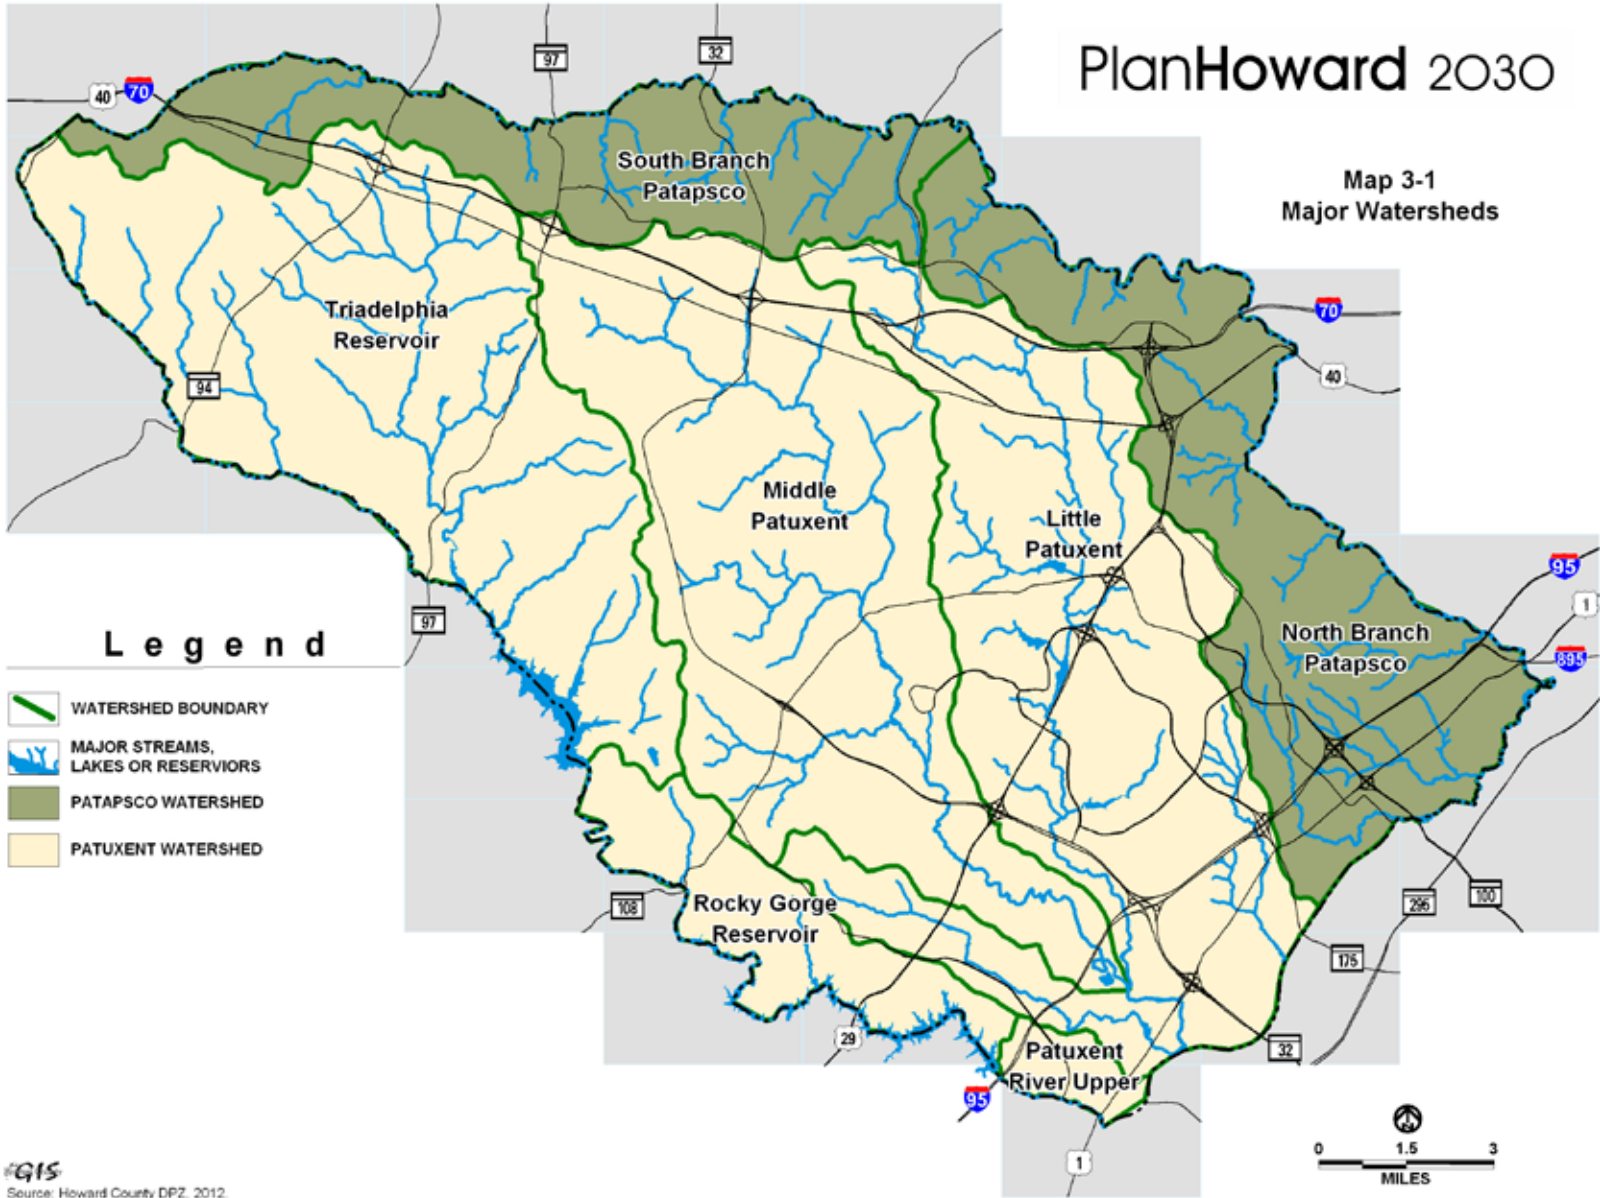 PlanHoward 2030
Map 3-1
Major Watersheds
40
70
97
32
South Branch
Patapsco
Triadelphia
Reservoir
70
40
94
Middle
Patuxent
Little
Patuxent
95
1
895
North Branch
Patapsco
97
Legend
WATERSHED BOUNDARY
MAJOR STREAMS,
LAKES OR RESERVIORS
PATAPSCO WATERSHED
PATUXENT WATERSHED
108
Rocky Gorge
Reservoir
296
100
175
29
32
Patuxent
River Upper
95
1
N
0 1.5 3
MILES
GIS
Source: Howard County DPZ, 2012.